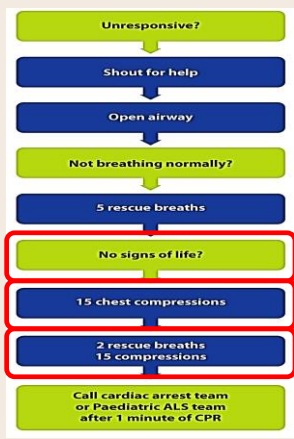 Unresponsive?
Shout for help
Open airway
Not breathing normally?
5 rescue breaths
No signs of life?
15 chest compressions
2 rescue breaths
15 compressions
Call cardiac arrest team
or Paediatric ALS team
after 1 minute of CPR